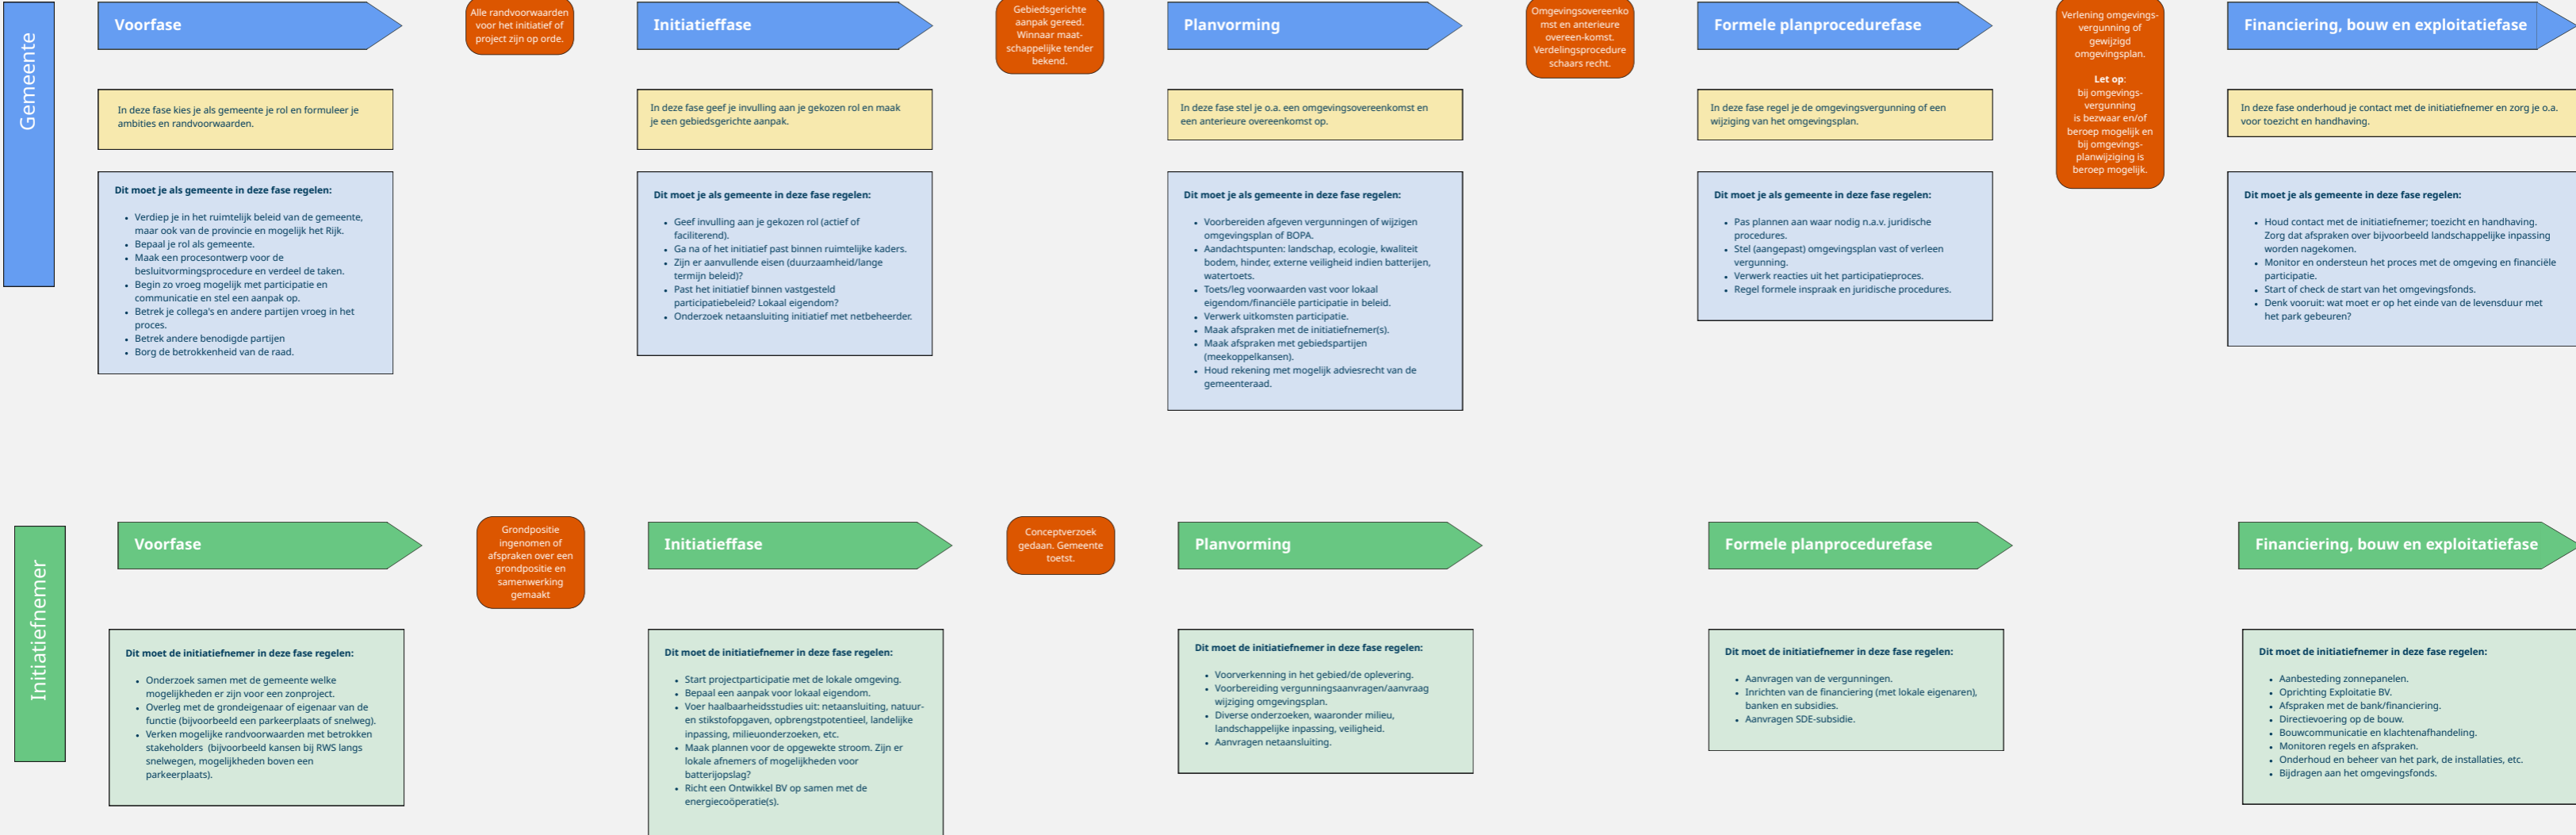 Gemeente
Voorfase
In deze fase kies je als gemeente je rol en formuleer je
ambities en randvoorwaarden.
Dit moet je als gemeente in deze fase regelen:
• Verdiep je in het ruimtelijk beleid van de gemeente,
maar ook van de provincie en mogelijk het Rijk.
• Bepaal je rol als gemeente.
• Maak een procesontwerp voor de
besluitvormingsprocedure en verdeel de taken.
• Begin zo vroeg mogelijk met participatie en
communicatie en stel een aanpak op.
• Betrek je collega's en andere partijen vroeg in het
proces.
• Betrek andere benodigde partijen
• Borg de betrokkenheid van de raad.
Alle randvoorwaarden
voor het initiatief of
project zijn op orde.
Initiatieffase
In deze fase geef je invulling aan je gekozen rol en maak
je een gebiedsgerichte aanpak.
Dit moet je als gemeente in deze fase regelen:
• Geef invulling aan je gekozen rol (actief of
faciliterend).
• Ga na of het initiatief past binnen ruimtelijke kaders.
• Zijn er aanvullende eisen (duurzaamheid/lange
termijn beleid)?
• Past het initiatief binnen vastgesteld
participatiebeleid? Lokaal eigendom?
• Onderzoek netaansluiting initiatief met netbeheerder.
Gebiedsgerichte
aanpak gereed.
Winnaar maat-
schappelijke tender
bekend.
Planvorming
In deze fase stel je o.a. een omgevingsovereenkomst en
een anterieure overeenkomst op.
Dit moet je als gemeente in deze fase regelen:
• Voorbereiden afgeven vergunningen of wijzigen
omgevingsplan of BOPA.
• Aandachtspunten: landschap, ecologie, kwaliteit
bodem, hinder, externe veiligheid indien batterijen,
watertoets.
• Toets/leg voorwaarden vast voor lokaal
eigendom/financiële participatie in beleid.
• Verwerk uitkomsten participatie.
• Maak afspraken met de initiatiefnemer(s).
• Maak afspraken met gebiedspartijen
(meekoppelkansen).
• Houd rekening met mogelijk adviesrecht van de
gemeenteraad.
Omgevingsovereenko
mst en anterieure
overeen-komst.
Verdelingsprocedure
schaars recht.
Formele planprocedurefase
In deze fase regel je de omgevingsvergunning of een
wijziging van het omgevingsplan.
Dit moet je als gemeente in deze fase regelen:
• Pas plannen aan waar nodig n.a.v. juridische
procedures.
• Stel (aangepast) omgevingsplan vast of verleen
vergunning.
• Verwerk reacties uit het participatieproces.
• Regel formele inspraak en juridische procedures.
Verlening omgevings-
vergunning of
gewijzigd
omgevingsplan.
Let op:
bij omgevings-
vergunning
is bezwaar en/of
beroep mogelijk en
bij omgevings-
planwijziging is
beroep mogelijk.
Financiering, bouw en exploitatiefase
In deze fase onderhoud je contact met de initiatiefnemer en zorg je o.a.
voor toezicht en handhaving.
Dit moet je als gemeente in deze fase regelen:
• Houd contact met de initiatiefnemer; toezicht en handhaving.
Zorg dat afspraken over bijvoorbeeld landschappelijke inpassing
worden nagekomen.
• Monitor en ondersteun het proces met de omgeving en financiële
participatie.
• Start of check de start van het omgevingsfonds.
• Denk vooruit: wat moet er op het einde van de levensduur met
het park gebeuren?
Initiatiefnemer
Voorfase
Dit moet de initiatiefnemer in deze fase regelen:
• Onderzoek samen met de gemeente welke
mogelijkheden er zijn voor een zonproject.
• Overleg met de grondeigenaar of eigenaar van de
functie (bijvoorbeeld een parkeerplaats of snelweg).
• Verken mogelijke randvoorwaarden met betrokken
stakeholders (bijvoorbeeld kansen bij RWS langs
snelwegen, mogelijkheden boven een
parkeerplaats).
Grondpositie
ingenomen of
afspraken over een
grondpositie en
samenwerking
gemaakt
Initiatieffase
Dit moet de initiatiefnemer in deze fase regelen:
• Start projectparticipatie met de lokale omgeving.
• Bepaal een aanpak voor lokaal eigendom.
• Voer haalbaarheidsstudies uit: netaansluiting, natuur-
en stikstofopgaven, opbrengstpotentieel, landelijke
inpassing, milieuonderzoeken, etc.
• Maak plannen voor de opgewekte stroom. Zijn er
lokale afnemers of mogelijkheden voor
batterijopslag?
• Richt een Ontwikkel BV op samen met de
energiecoöperatie(s).
Conceptverzoek
gedaan. Gemeente
toetst.
Planvorming
Dit moet de initiatiefnemer in deze fase regelen:
• Voorverkenning in het gebied/de oplevering.
• Voorbereiding vergunningsaanvragen/aanvraag
wijziging omgevingsplan.
• Diverse onderzoeken, waaronder milieu,
landschappelijke inpassing, veiligheid.
• Aanvragen netaansluiting.
Formele planprocedurefase
Dit moet de initiatiefnemer in deze fase regelen:
• Aanvragen van de vergunningen.
• Inrichten van de financiering (met lokale eigenaren),
banken en subsidies.
• Aanvragen SDE-subsidie.
Financiering, bouw en exploitatiefase
Dit moet de initiatiefnemer in deze fase regelen:
• Aanbesteding zonnepanelen.
• Oprichting Exploitatie BV.
• Afspraken met de bank/financiering.
• Directievoering op de bouw.
• Bouwcommunicatie en klachtenafhandeling.
• Monitoren regels en afspraken.
• Onderhoud en beheer van het park, de installaties, etc.
• Bijdragen aan het omgevingsfonds.